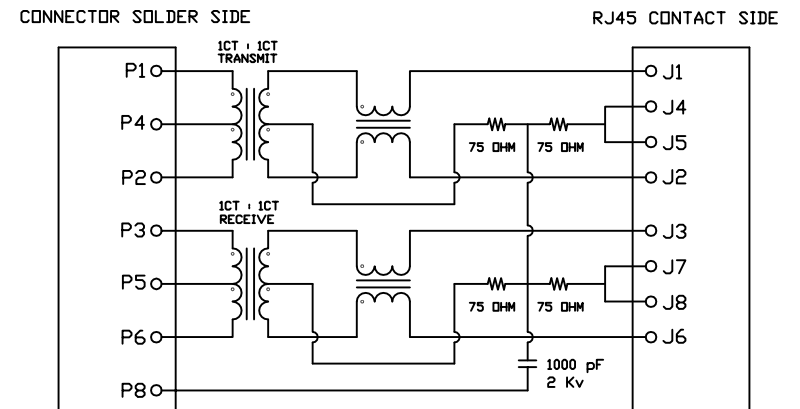 CONNECTOR SOLDER SIDE
RJ45 CONTACT SIDE
1CT : 1CT
TRANSMIT
P1
J1
J4
P4
75 OHM
75 OHM
J5
P2
J2
1CT : 1CT
RECEIVE
P3
J3
J7
P5
75 OHM
75 OHM
J8
P6
J6
1000 pF
2 Kv
P8